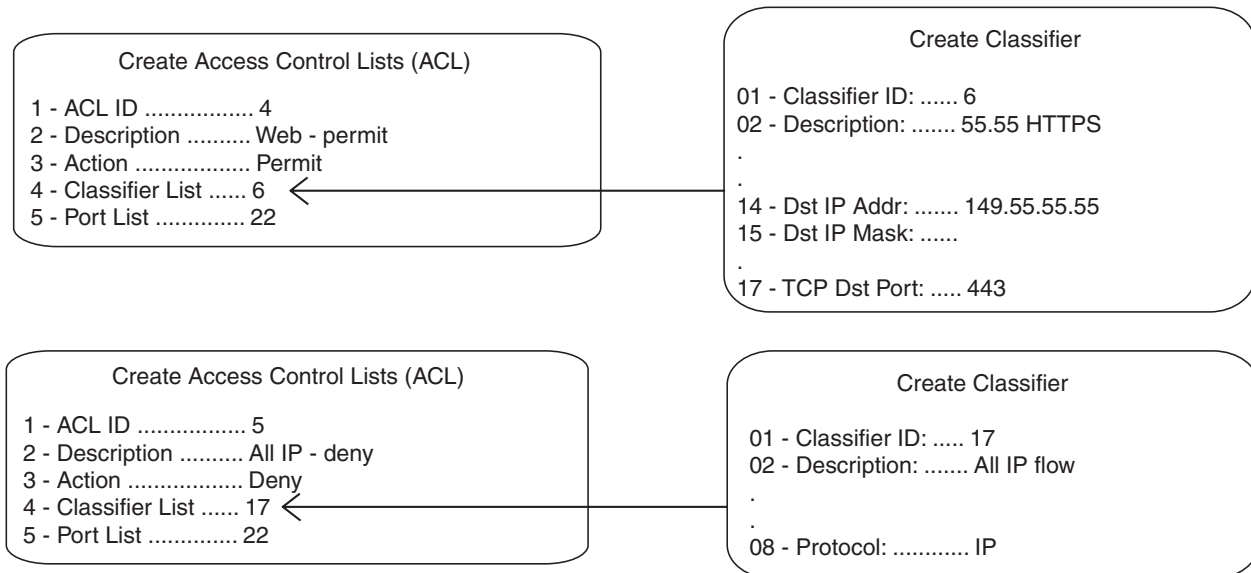 Create Access Control Lists (ACL)
1 - ACL ID ................. 4
2 - Description .......... Web - permit
3 - Action .................. Permit
4 - Classifier List ...... 6
5 - Port List .............. 22
Create Classifier
01 - Classifier ID: ...... 6
02 - Description: ....... 55.55 HTTPS
.
.
14 - Dst IP Addr: ....... 149.55.55.55
15 - Dst IP Mask: ......
.
17 - TCP Dst Port: ..... 443
Create Access Control Lists (ACL)
1 - ACL ID ................. 5
2 - Description .......... All IP - deny
3 - Action .................. Deny
4 - Classifier List ...... 17
5 - Port List .............. 22
Create Classifier
01 - Classifier ID: ..... 17
02 - Description: ....... All IP flow
.
.
08 - Protocol: ............ IP